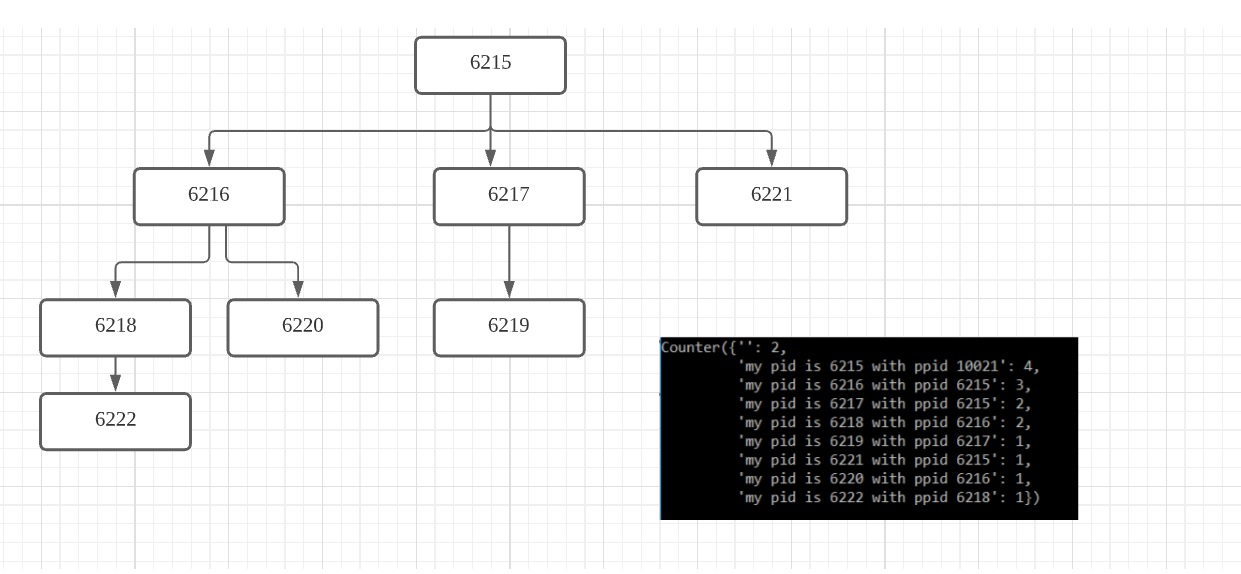 6215
6216
6217
6221
6218
6220
6219
6222
Counter({'': 2,
'my pid is 6215 with ppid 10021': 4,
'my pid is 6216 with ppid 6215': 3,
'my pid is 6217 with ppid 6215': 2,
'my pid is 6218 with ppid 6216': 2,
'my pid is 6219 with ppid 6217': 1,
'my pid is 6221 with ppid 6215': 1,
'my pid is 6220 with ppid 6216': 1,
'my pid is 6222 with ppid 6218': 1})